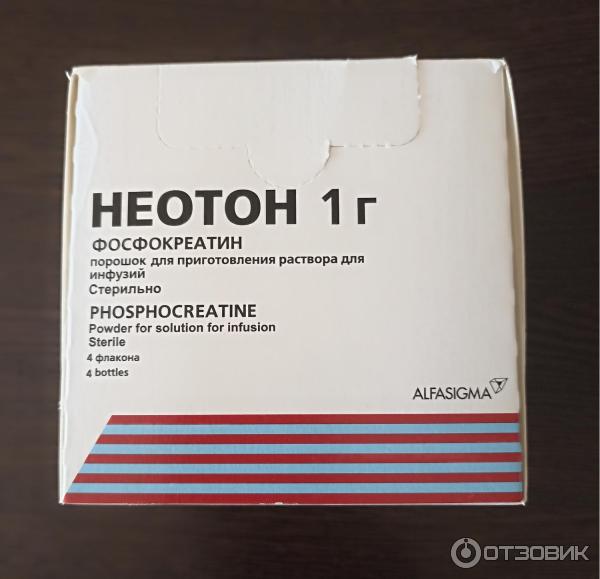 НЕОТОН 1 г
ФОСФОКРЕАТИН
порошок для приготовления раствора для
инфузий
Стерильно
PHOSPHOCREATINE
Powder for solution for infusion
Sterile
4 флакона
4 bottles
ALFASIGMA
ОТЗОВИК